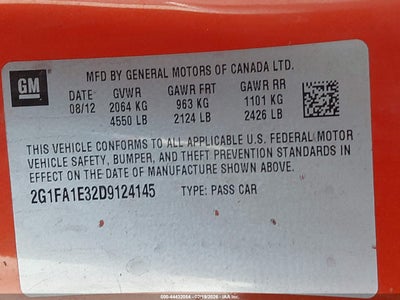 GM
MFD BY GENERAL MOTORS OF CANADA LTD.
DATE GVWR GAWR FRT GAWR RR
08/12 2064 KG 963 KG 1101 KG
4550 LB 2124 LB 2426 LB
THIS VEHICLE CONFORMS TO ALL APPLICABLE U.S. FEDERAL MOTOR
VEHICLE SAFETY, BUMPER, AND THEFT PREVENTION STANDARDS IN
EFFECT ON THE DATE OF MANUFACTURE SHOWN ABOVE.
2G1FA1E32D9124145 TYPE: PASS CAR